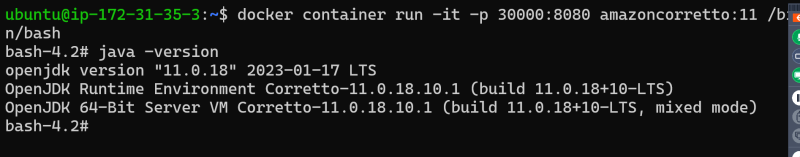 ubuntu@ip-172-31-35-3:~$ docker container run -it -p 30000:8080 amazoncorretto:11 /bi
n/bash
bash-4.2# java -version
openjdk version "11.0.18" 2023-01-17 LTS
OpenJDK Runtime Environment Corretto-11.0.18.10.1 (build 11.0.18+10-LTS)
OpenJDK 64-Bit Server VM Corretto-11.0.18.10.1 (build 11.0.18+10-LTS, mixed mode)
bash-4.2#